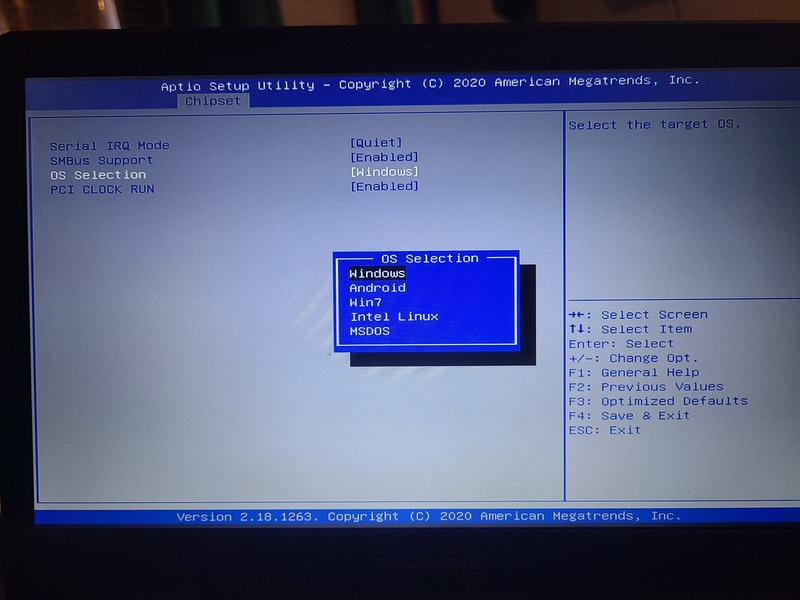 Aptio Setup Utility – Copyright (C) 2020 American Megatrends, Inc.
Chipset
Serial IRQ Mode [Quiet]
SMBus Support [Enabled]
OS Selection [Windows]
PCI CLOCK RUN [Enabled]
Select the target OS.
OS Selection
Windows
Android
Win7
Intel Linux
MSDOS
→←: Select Screen
↑↓: Select Item
Enter: Select
+/-: Change Opt.
F1: General Help
F2: Previous Values
F3: Optimized Defaults
F4: Save & Exit
ESC: Exit
Version 2.18.1263. Copyright (C) 2020 American Megatrends, Inc.